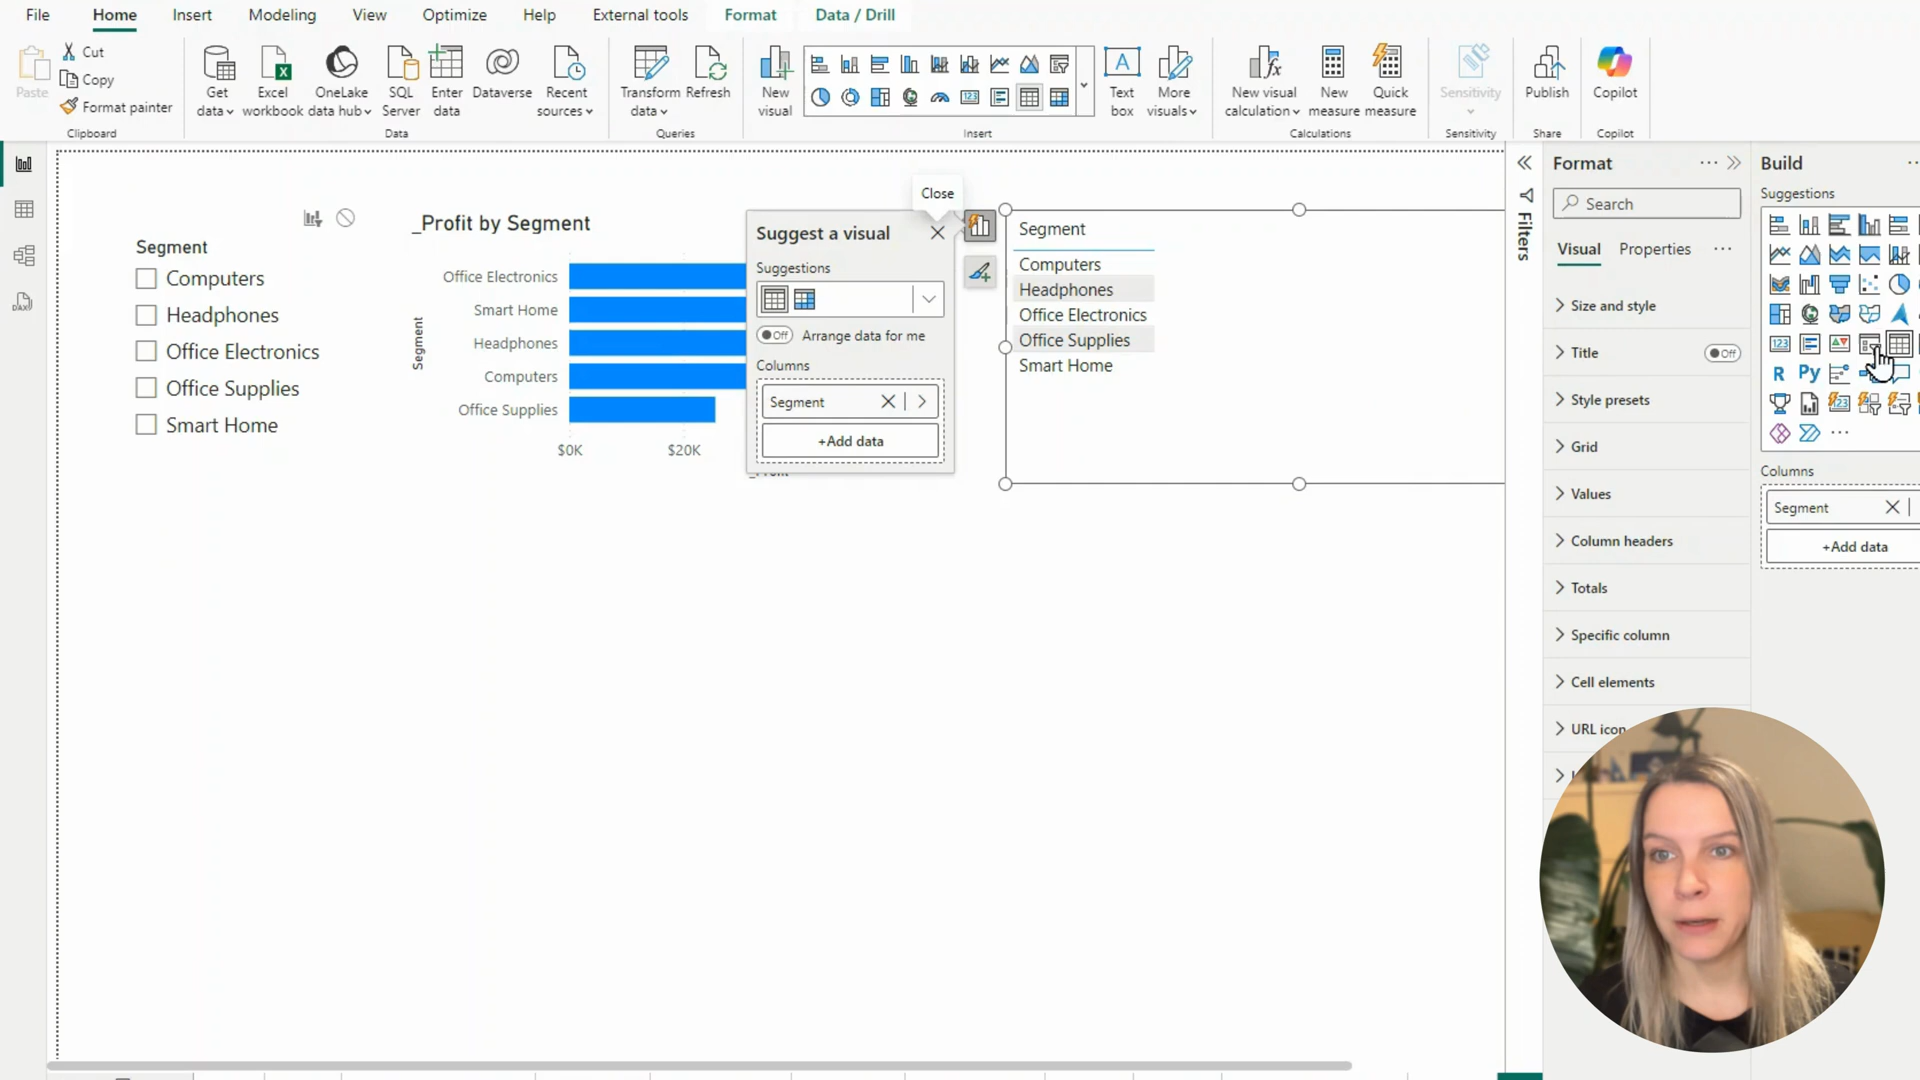 File Home Insert Modeling View Optimize Help External tools Format Data / Drill
Paste
Cut
Copy
Format painter
Clipboard
Get data
Excel workbook
OneLake data hub
SQL Server
Enter data
Dataverse
Recent sources
Data
Transform data
Refresh
Queries
New visual
Insert
A
Text box
More visuals
New visual calculation
New measure
Quick measure
Calculations
Sensitivity
Sensitivity
Publish
Share
Copilot
Copilot
DAX
Segment
Computers
Headphones
Office Electronics
Office Supplies
Smart Home
_Profit by Segment
Segment
Office Electronics
Smart Home
Headphones
Computers
Office Supplies
$0K $20K
Close
Suggest a visual
Suggestions
Off Arrange data for me
Columns
Segment
+Add data
Segment
Computers
Headphones
Office Electronics
Office Supplies
Smart Home
Filters
Format
Search
Visual Properties
Size and style
Title Off
Style presets
Grid
Values
Column headers
Totals
Specific column
Cell elements
URL icon
Build
Suggestions
123
R Py
Columns
Segment
+Add data